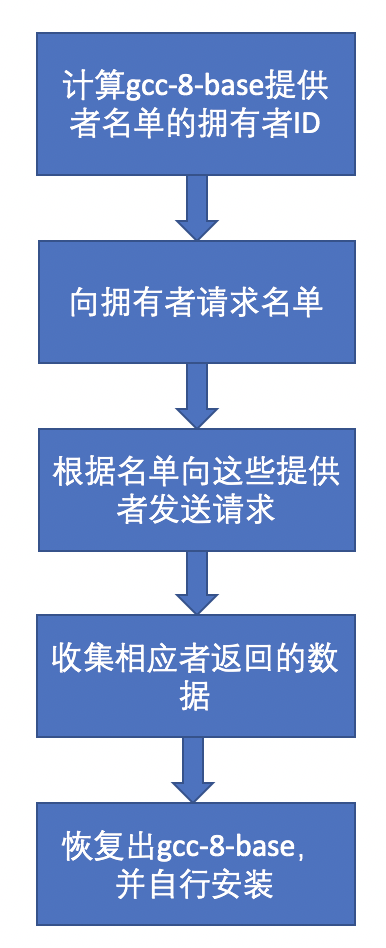 计算gcc-8-base提供
者名单的拥有者ID
向拥有者请求名单
根据名单向这些提供
者发送请求
收集相应者返回的数
据
恢复出gcc-8-base,
并自行安装